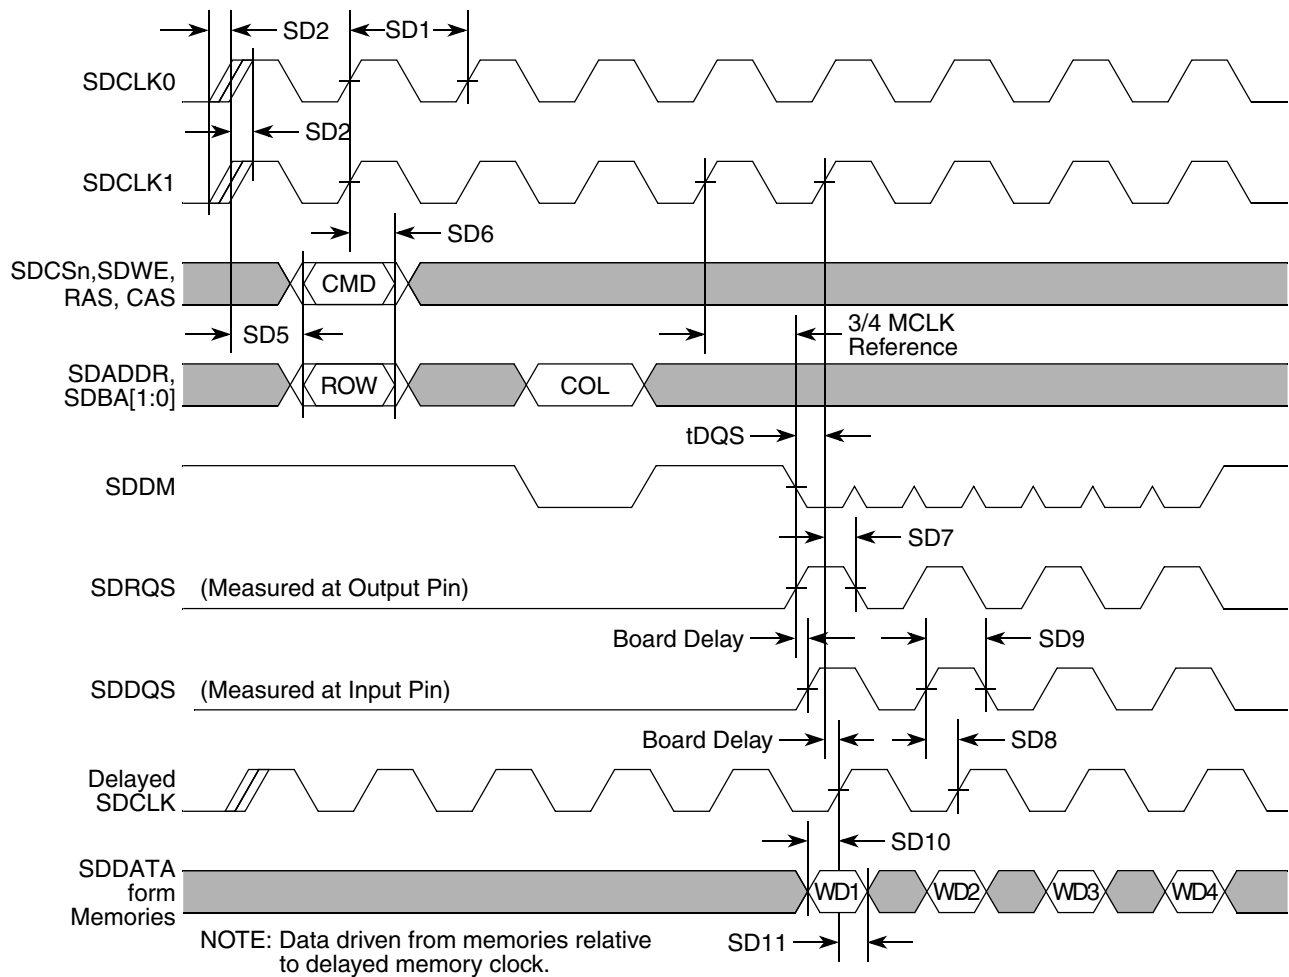 SD2
SD1
SDCLK0
SD2
SDCLK1
SD6
SDCSn,SDWE,
RAS, CAS
CMD
SD5
3/4 MCLK
Reference
SDADDR,
SDBA[1:0]
ROW
COL
tDQS
SDDM
SD7
SDRQS (Measured at Output Pin)
Board Delay
SD9
SDDQS (Measured at Input Pin)
Board Delay
SD8
Delayed
SDCLK
SD10
SDDATA
form
Memories
WD1
WD2
WD3
WD4
NOTE: Data driven from memories relative
to delayed memory clock.
SD11